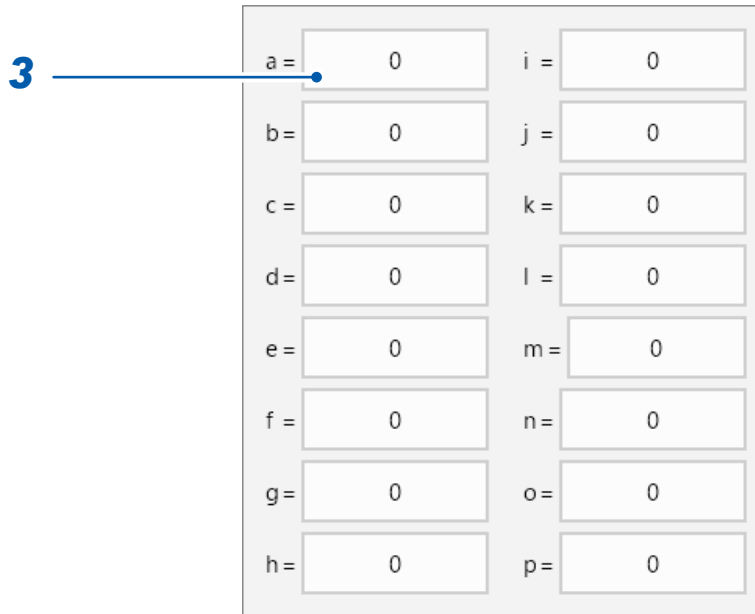 3
a = 0 i = 0
b = 0 j = 0
c = 0 k = 0
d = 0 l = 0
e = 0 m = 0
f = 0 n = 0
g = 0 o = 0
h = 0 p = 0